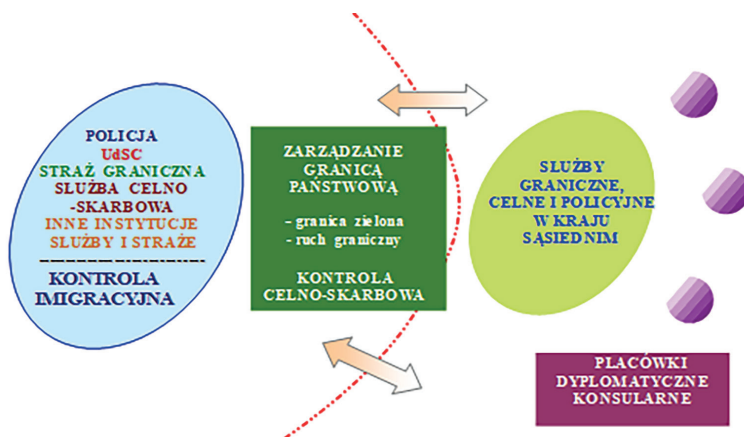 POLICJA
UdSC
STRAŻ GRANICZNA
SŁUŻBA CELNO
-SKARBOWA
INNE INSTYTUCJE
SŁUŻBY I STRAŻE
KONTROLA
IMIGRACYJNA
ZARZĄDZANIE
GRANICĄ
PAŃSTWOWĄ
– granica zielona
- ruch graniczny
KONTROLA
CELNO-SKARBOWA
SŁUŻBY
GRANICZNE,
CELNE I POLICYJNE
W KRAJU
SĄSIEDNIM
PLACÓWKI
DYPLOMATYCZNE
KONSULARNE